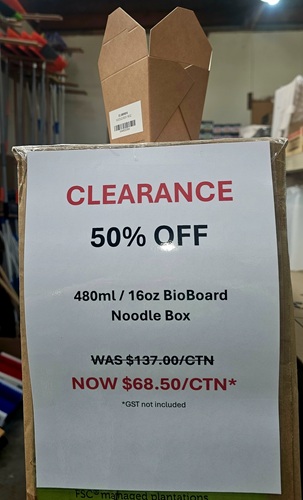 CLEARANCE
50% OFF
480ml / 16oz BioBoard
Noodle Box
WAS $137.00/CTN
NOW $68.50/CTN*
*GST not included
FSC® managed plantations